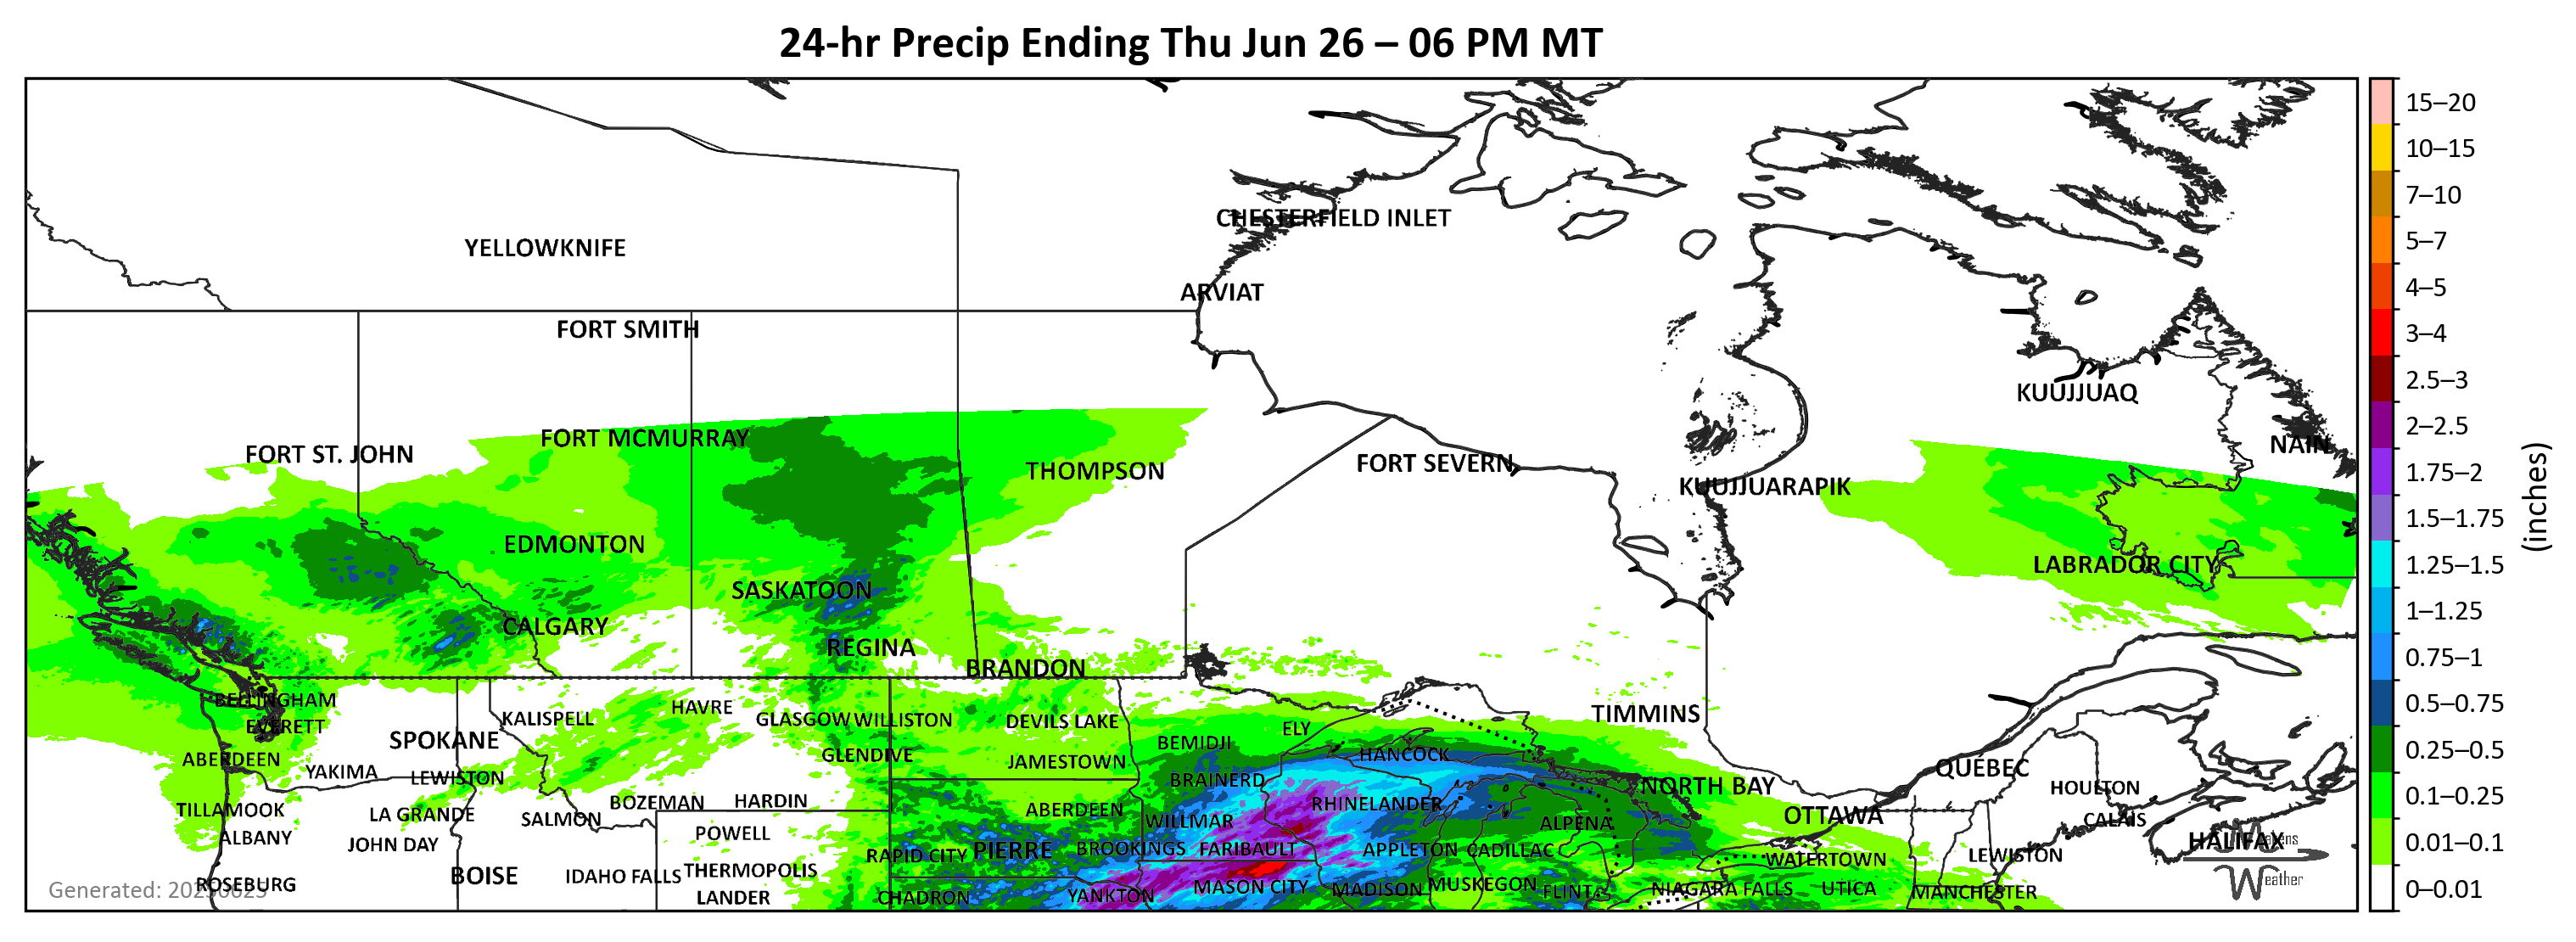 24-hr Precip Ending Thu Jun 26 – 06 PM MT
CHESTERFIELD INLET
YELLOWKNIFE
ARVIAT
FORT SMITH
KUUJJUAQ
FORT MCMURRAY
NAIN
FORT ST. JOHN
THOMPSON
FORT SEVERN
KUUJJUARAPIK
EDMONTON
LABRADOR CITY
SASKATOON
CALGARY
REGINA
BRANDON
BELLINGHAM
HAVRE
KALISPELL
GLASGOW WILLISTON
DEVILS LAKE
TIMMINS
EVERETT
ELY
SPOKANE
BEMIDJI
GLENDIVE
HANCOCK
ABERDEEN
JAMESTOWN
QUÉBEC
YAKIMA
LEWISTON
BRAINERD
NORTH BAY
HOULTON
BOZEMAN
HARDIN
RHINELANDER
TILLAMOOK
LA GRANDE
SALMON
ABERDEEN
WILLMAR
ALPENA
OTTAWA
CALAIS
ALBANY
POWELL
HALIFAX
JOHN DAY
RAPID CITY
PIERRE
BROOKINGS
FARIBAULT
APPLETON
CADILLAC
WATERTOWN
LEWISTON
BOISE
IDAHO FALLS
THERMOPOLIS
ROSEBURG
MASON CITY
MADISON
MUSKEGON
FLINT
NIAGARA FALLS
UTICA
MANCHESTER
LANDER
CHADRON
YANKTON
Weather
Generated:
15–20
10–15
7–10
5–7
4–5
3–4
2.5–3
2–2.5
1.75–2
1.5–1.75
1.25–1.5
1–1.25
0.75–1
0.5–0.75
0.25–0.5
0.1–0.25
0.01–0.1
0–0.01
(inches)